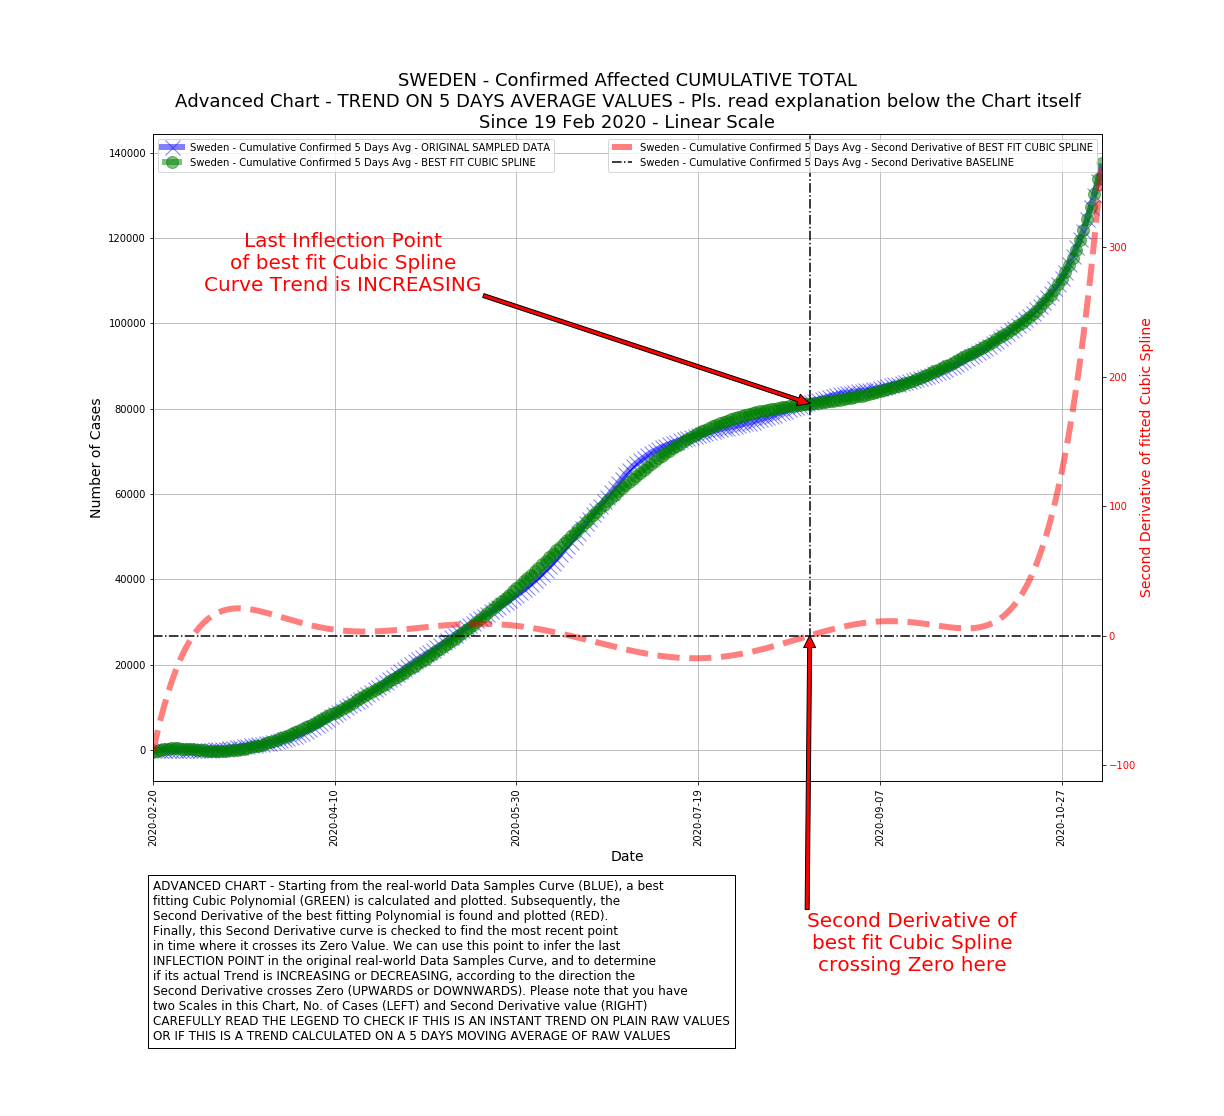 SWEDEN - Confirmed Affected CUMULATIVE TOTAL
Advanced Chart - TREND ON 5 DAYS AVERAGE VALUES - Pls. read explanation below the Chart itself
Since 19 Feb 2020 - Linear Scale
Sweden - Cumulative Confirmed 5 Days Avg - ORIGINAL SAMPLED DATA
Sweden - Cumulative Confirmed 5 Days Avg - BEST FIT CUBIC SPLINE
Sweden - Cumulative Confirmed 5 Days Avg - Second Derivative of BEST FIT CUBIC SPLINE
Sweden - Cumulative Confirmed 5 Days Avg - Second Derivative BASELINE
Last Inflection Point
of best fit Cubic Spline
Curve Trend is INCREASING
Number of Cases
140000
120000
100000
80000
60000
40000
20000
0
300
200
100
0
−100
Second Derivative of fitted Cubic Spline
2020-02-20
2020-04-10
2020-05-30
2020-07-19
2020-09-07
2020-10-27
Date
ADVANCED CHART - Starting from the real-world Data Samples Curve (BLUE), a best
fitting Cubic Polynomial (GREEN) is calculated and plotted. Subsequently, the
Second Derivative of the best fitting Polynomial is found and plotted (RED).
Finally, this Second Derivative curve is checked to find the most recent point
in time where it crosses its Zero Value. We can use this point to infer the last
INFLECTION POINT in the original real-world Data Samples Curve, and to determine
if its actual Trend is INCREASING or DECREASING, according to the direction the
Second Derivative crosses Zero (UPWARDS or DOWNWARDS). Please note that you have
two Scales in this Chart, No. of Cases (LEFT) and Second Derivative value (RIGHT)
CAREFULLY READ THE LEGEND TO CHECK IF THIS IS AN INSTANT TREND ON PLAIN RAW VALUES
OR IF THIS IS A TREND CALCULATED ON A 5 DAYS MOVING AVERAGE OF RAW VALUES
Second Derivative of
best fit Cubic Spline
crossing Zero here